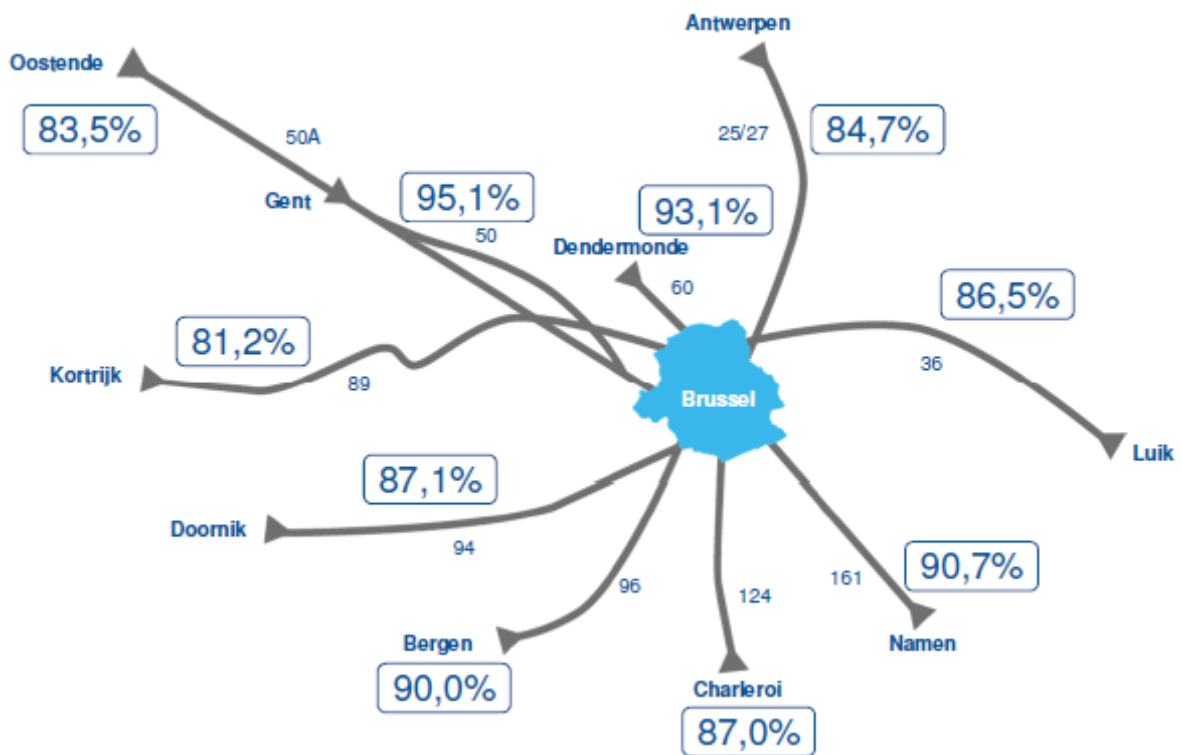 Antwerpen
Oostende
83,5%
50A
25/27
84,7%
Gent
95,1%
50
93,1%
Dendermonde
60
86,5%
81,2%
Kortrijk
89
36
Brussel
Luik
87,1%
Doornik
94
96
124
161
90,7%
Bergen
90,0%
Namen
Charleroi
87,0%